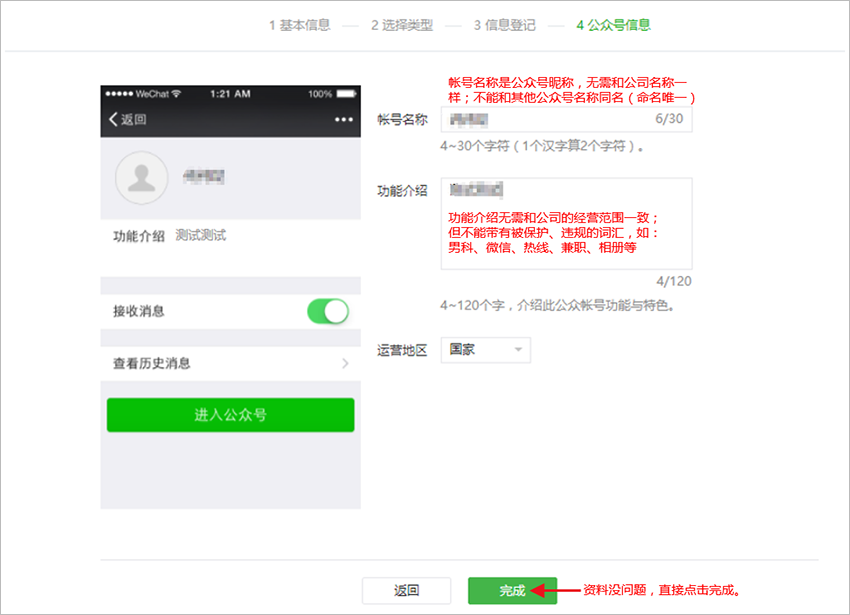 1 基本信息 — 2 选择类型 — 3 信息登记 — 4 公众号信息
WeChat 1:21 AM 100%
返回
功能介绍 测试测试
接收消息
查看历史消息
进入公众号
帐号名称是公众号昵称，无需和公司名称一
样；不能和其他公众号名称同名（命名唯一）
帐号名称 6/30
4~30个字符（1个汉字算2个字符）。
功能介绍
功能介绍无需和公司的经营范围一致；
但不能带有被保护、违规的词汇，如：
男科、微信、热线、兼职、相册等
4/120
4~120个字，介绍此公众帐号功能与特色。
运营地区 国家
返回 完成 资料没问题，直接点击完成。